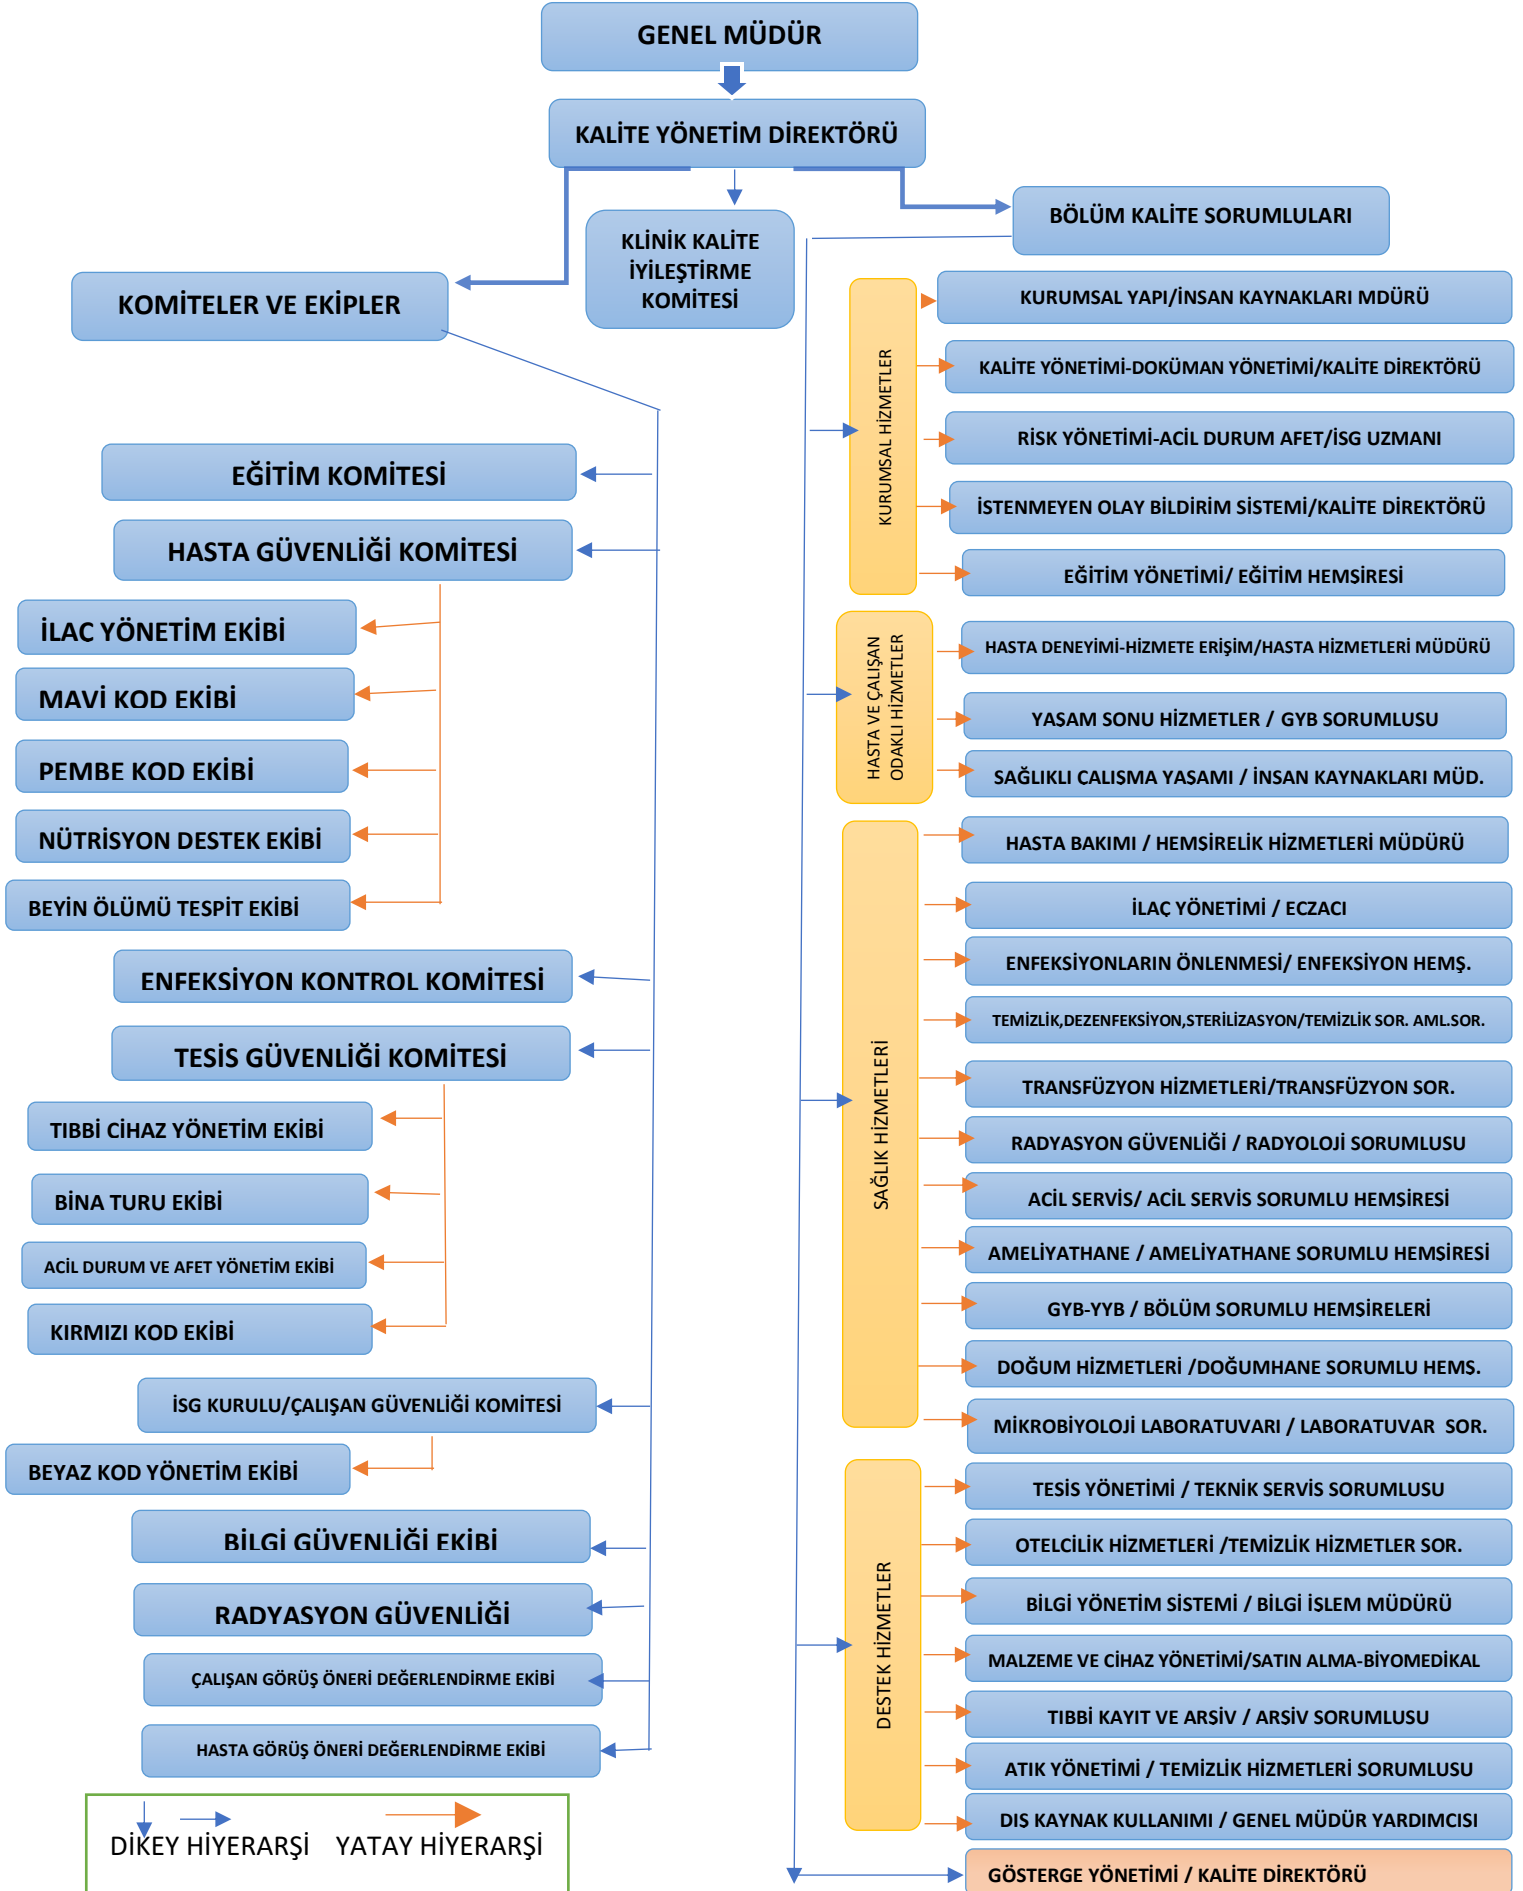 GENEL MÜDÜR
KALİTE YÖNETİM DİREKTÖRÜ
KLİNİK KALİTE
İYİLEŞTİRME
KOMİTESİ
BÖLÜM KALİTE SORUMLULARI
KOMİTELER VE EKİPLER
EĞİTİM KOMİTESİ
HASTA GÜVENLİĞİ KOMİTESİ
İLAC YÖNETİM EKİBİ
MAVİ KOD EKİBİ
PEMBE KOD EKİBİ
NÜTRİSYON DESTEK EKİBİ
BEYİN ÖLÜMÜ TESPİT EKİBİ
ENFEKSİYON KONTROL KOMİTESİ
TESİS GÜVENLİĞİ KOMİTESİ
TIBBİ CİHAZ YÖNETİM EKİBİ
BİNA TURU EKİBİ
ACİL DURUM VE AFET YÖNETİM EKİBİ
KIRMIZI KOD EKİBİ
İSG KURULU/ÇALIŞAN GÜVENLİĞİ KOMİTESİ
BEYAZ KOD YÖNETİM EKİBİ
BİLGİ GÜVENLİĞİ EKİBİ
RADYASYON GÜVENLİĞİ
ÇALIŞAN GÖRÜŞ ÖNERİ DEĞERLENDİRME EKİBİ
HASTA GÖRÜŞ ÖNERİ DEĞERLENDİRME EKİBİ
DİKEY HİYERARŞİ YATAY HİYERARŞİ
KURUMSAL HİZMETLER
KURUMSAL YAPI/İNSAN KAYNAKLARI MDÜRÜ
KALİTE YÖNETİMİ-DOKÜMAN YÖNETİMİ/KALİTE DİREKTÖRÜ
RİSK YÖNETİMİ-ACİL DURUM AFET/İSG UZMANI
İSTENMEYEN OLAY BİLDİRİM SİSTEMİ/KALİTE DİREKTÖRÜ
EĞİTİM YÖNETİMİ/ EĞİTİM HEMŞİRESİ
HASTA VE ÇALIŞAN
ODAKLI HİZMETLER
HASTA DENEYİMİ-HİZMETE ERİŞİM/HASTA HİZMETLERİ MÜDÜRÜ
YAŞAM SONU HİZMETLER / GYB SORUMLUSU
SAĞLIKLI ÇALIŞMA YAŞAMI / İNSAN KAYNAKLARI MÜD.
SAĞLIK HİZMETLERİ
HASTA BAKIMI / HEMŞİRELİK HİZMETLERİ MÜDÜRÜ
İLAÇ YÖNETİMİ / ECZACI
ENFEKSİYONLARIN ÖNLENMESİ/ ENFEKSİYON HEMŞ.
TEMİZLİK,DEZENFEKSİYON,STERİLİZASYON/TEMİZLİK SOR. AML.SOR.
TRANSFÜZYON HİZMETLERİ/TRANSFÜZYON SOR.
RADYASYON GÜVENLİĞİ / RADYOLOJİ SORUMLUSU
ACİL SERVİS/ ACİL SERVİS SORUMLU HEMŞİRESİ
AMELİYATHANE / AMELİYATHANE SORUMLU HEMŞİRESİ
GYB-YYB / BÖLÜM SORUMLU HEMŞİRELERİ
DOĞUM HİZMETLERİ /DOĞUMHANE SORUMLU HEMŞ.
MİKROBİYOLOJİ LABORATUVARI / LABORATUVAR SOR.
DESTEK HİZMETLER
TESİS YÖNETİMİ / TEKNİK SERVİS SORUMLUSU
OTELCİLİK HİZMETLERİ /TEMİZLİK HİZMETLER SOR.
BİLGİ YÖNETİM SİSTEMİ / BİLGİ İŞLEM MÜDÜRÜ
MALZEME VE CİHAZ YÖNETİMİ/SATIN ALMA-BİYOMEDİKAL
TIBBİ KAYIT VE ARŞİV / ARŞİV SORUMLUSU
ATIK YÖNETİMİ / TEMİZLİK HİZMETLERİ SORUMLUSU
DIŞ KAYNAK KULLANIMI / GENEL MÜDÜR YARDIMCISI
GÖSTERGE YÖNETİMİ / KALİTE DİREKTÖRÜ